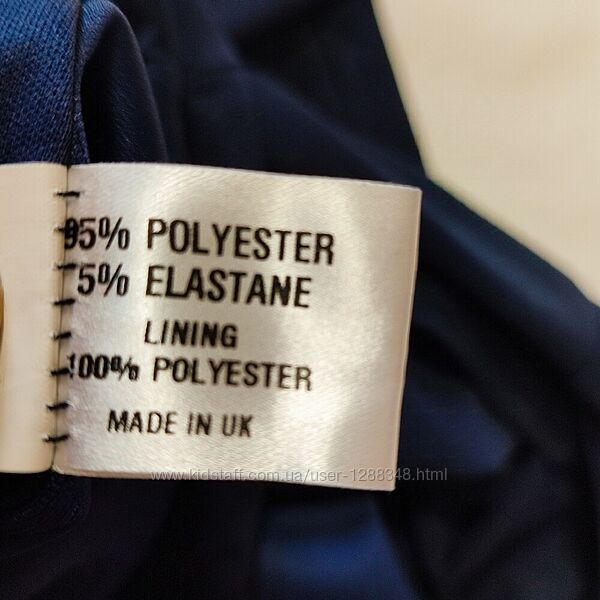 95% POLYESTER
5% ELASTANE
LINING
100% POLYESTER
MADE IN UK
www.kidstaff.com.ua/user-1288348.html